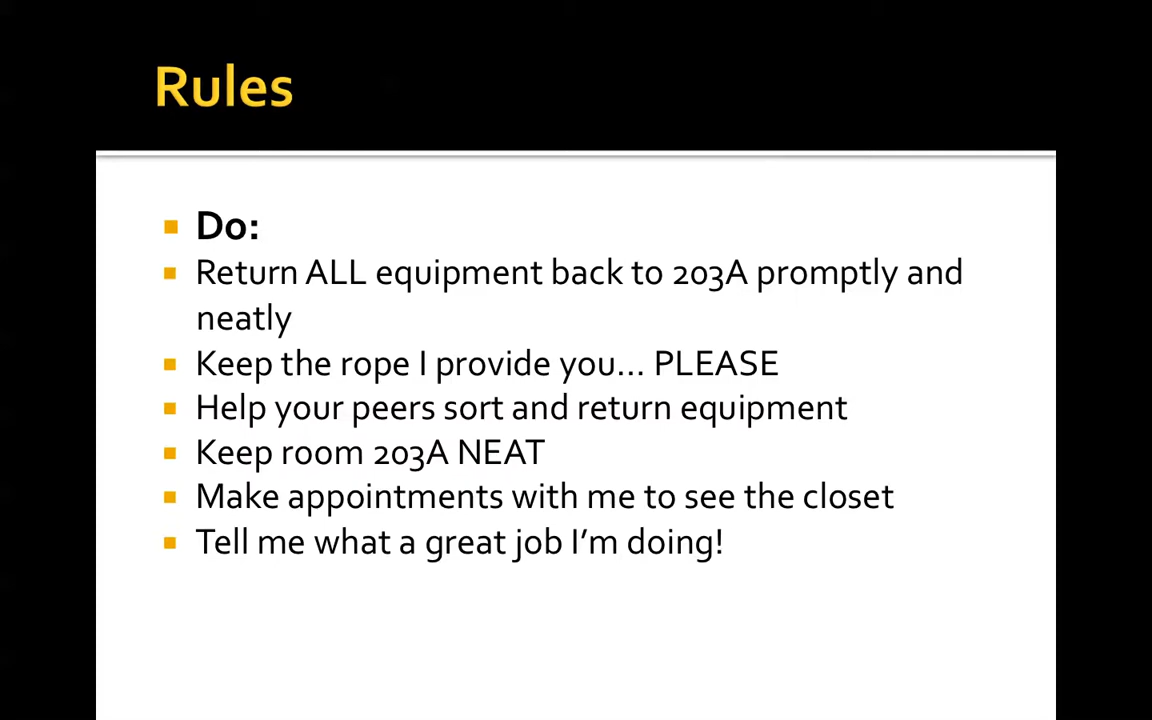 Rules
Do:
Return ALL equipment back to 203A promptly and
neatly
Keep the rope I provide you... PLEASE
Help your peers sort and return equipment
Keep room 203A NEAT
Make appointments with me to see the closet
Tell me what a great job I'm doing!